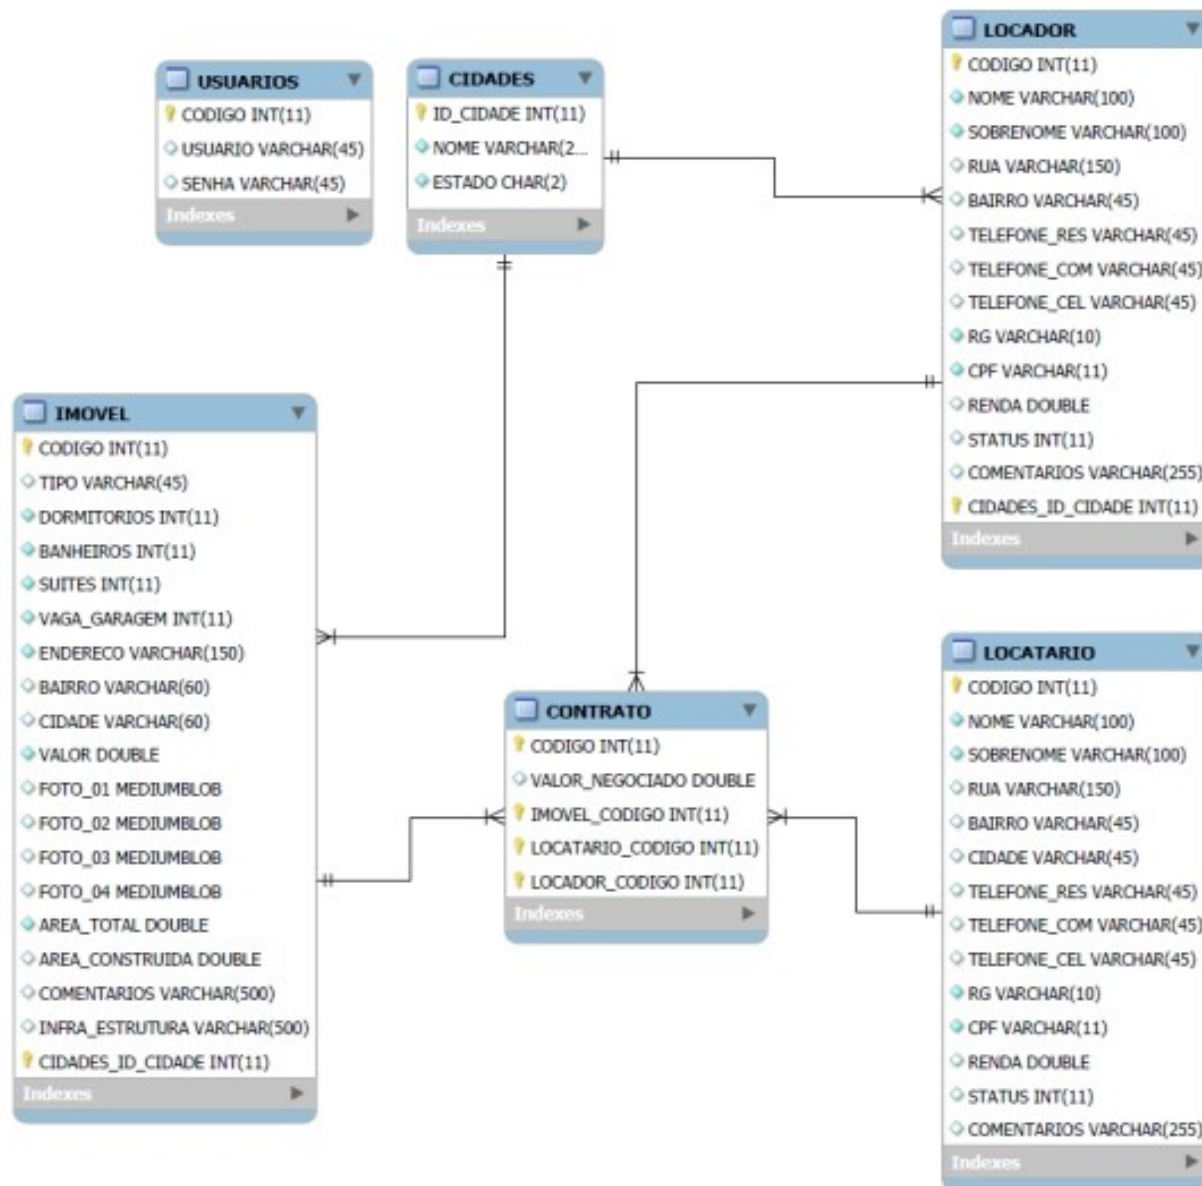 USUARIOS
CODIGO INT(11)
USUARIO VARCHAR(45)
SENHA VARCHAR(45)
Indexes
CIDADES
ID_CIDADE INT(11)
NOME VARCHAR(2...
ESTADO CHAR(2)
Indexes
LOCADOR
CODIGO INT(11)
NOME VARCHAR(100)
SOBRENOME VARCHAR(100)
RUA VARCHAR(150)
BAIRRO VARCHAR(45)
TELEFONE_RES VARCHAR(45)
TELEFONE_COM VARCHAR(45)
TELEFONE_CEL VARCHAR(45)
RG VARCHAR(10)
CPF VARCHAR(11)
RENDA DOUBLE
STATUS INT(11)
COMENTARIOS VARCHAR(255)
CIDADES_ID_CIDADE INT(11)
Indexes
IMOVEL
CODIGO INT(11)
TIPO VARCHAR(45)
DORMITORIOS INT(11)
BANHEIROS INT(11)
SUITES INT(11)
VAGA_GARAGEM INT(11)
ENDERECO VARCHAR(150)
BAIRRO VARCHAR(60)
CIDADE VARCHAR(60)
VALOR DOUBLE
FOTO_01 MEDIUMBLOB
FOTO_02 MEDIUMBLOB
FOTO_03 MEDIUMBLOB
FOTO_04 MEDIUMBLOB
AREA_TOTAL DOUBLE
AREA_CONSTRUIDA DOUBLE
COMENTARIOS VARCHAR(500)
INFRA_ESTRUTURA VARCHAR(500)
CIDADES_ID_CIDADE INT(11)
Indexes
CONTRATO
CODIGO INT(11)
VALOR_NEGOCIADO DOUBLE
IMOVEL_CODIGO INT(11)
LOCATARIO_CODIGO INT(11)
LOCADOR_CODIGO INT(11)
Indexes
LOCATARIO
CODIGO INT(11)
NOME VARCHAR(100)
SOBRENOME VARCHAR(100)
RUA VARCHAR(150)
BAIRRO VARCHAR(45)
CIDADE VARCHAR(45)
TELEFONE_RES VARCHAR(45)
TELEFONE_COM VARCHAR(45)
TELEFONE_CEL VARCHAR(45)
RG VARCHAR(10)
CPF VARCHAR(11)
RENDA DOUBLE
STATUS INT(11)
COMENTARIOS VARCHAR(255)
Indexes